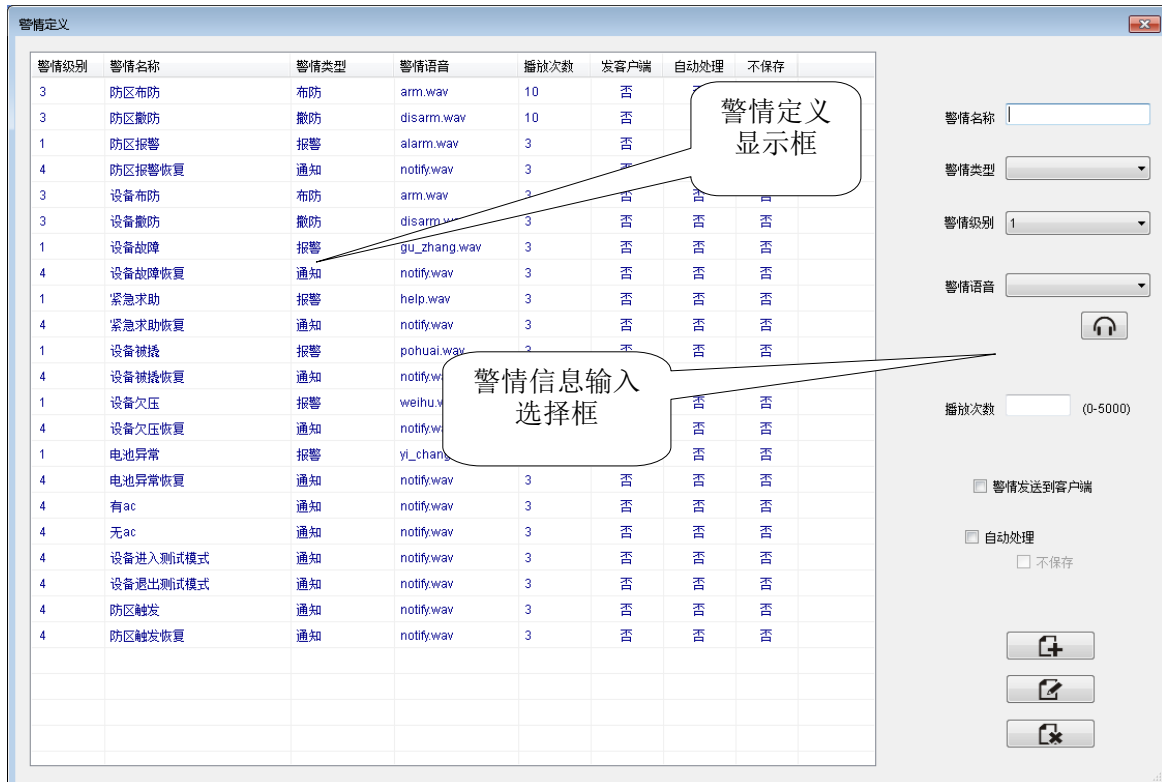 警情定义
警情级别 警情名称 警情类型 警情语音 播放次数 发客户端 自动处理 不保存
3 防区布防 布防 arm.wav 10 否
3 防区撤防 撤防 disarm.wav 10 否
1 防区报警 报警 alarm.wav 3 否
4 防区报警恢复 通知 notify.wav 3
3 设备布防 布防 arm.wav 否 否
3 设备撤防 撤防 3 否 否 否
1 设备故障 报警 gu_zhang.wav 3 否 否 否
4 设备故障恢复 通知 notify.wav 3 否 否 否
1 紧急求助 报警 help.wav 3 否 否 否
4 紧急求助恢复 通知 notify.wav 3 否 否 否
1 设备被撬 报警 pohuai.wav 否 否
4 设备被撬恢复 通知 否 否
1 设备欠压 报警 否 否
4 设备欠压恢复 通知 否 否
1 电池异常 报警 否 否
4 电池异常恢复 通知 notify.wav 3 否 否 否
4 有ac 通知 notify.wav 3 否 否 否
4 无ac 通知 notify.wav 3 否 否 否
4 设备进入测试模式 通知 notify.wav 3 否 否 否
4 设备退出测试模式 通知 notify.wav 3 否 否 否
4 防区触发 通知 notify.wav 3 否 否 否
4 防区触发恢复 通知 notify.wav 3 否 否 否
警情定义
显示框
警情信息输入
选择框
警情名称
警情类型
警情级别 1
警情语音
播放次数 (0-5000)
警情发送到客户端
自动处理
不保存